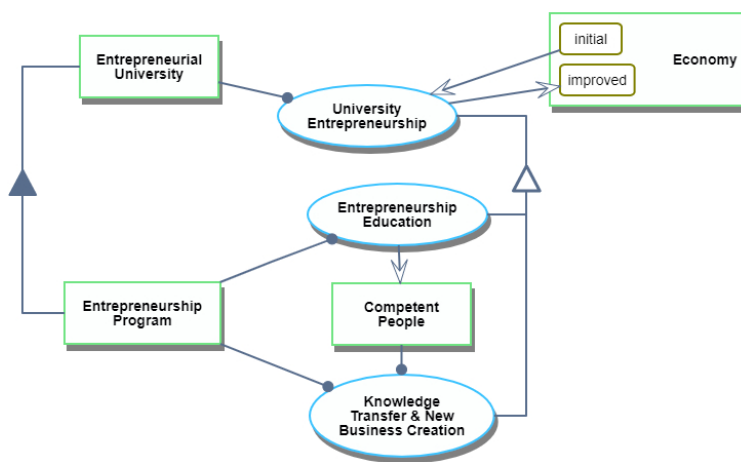 Entrepreneurial
University
initial
improved
Economy
University
Entrepreneurship
Entrepreneurship
Education
Entrepreneurship
Program
Competent
People
Knowledge
Transfer & New
Business Creation